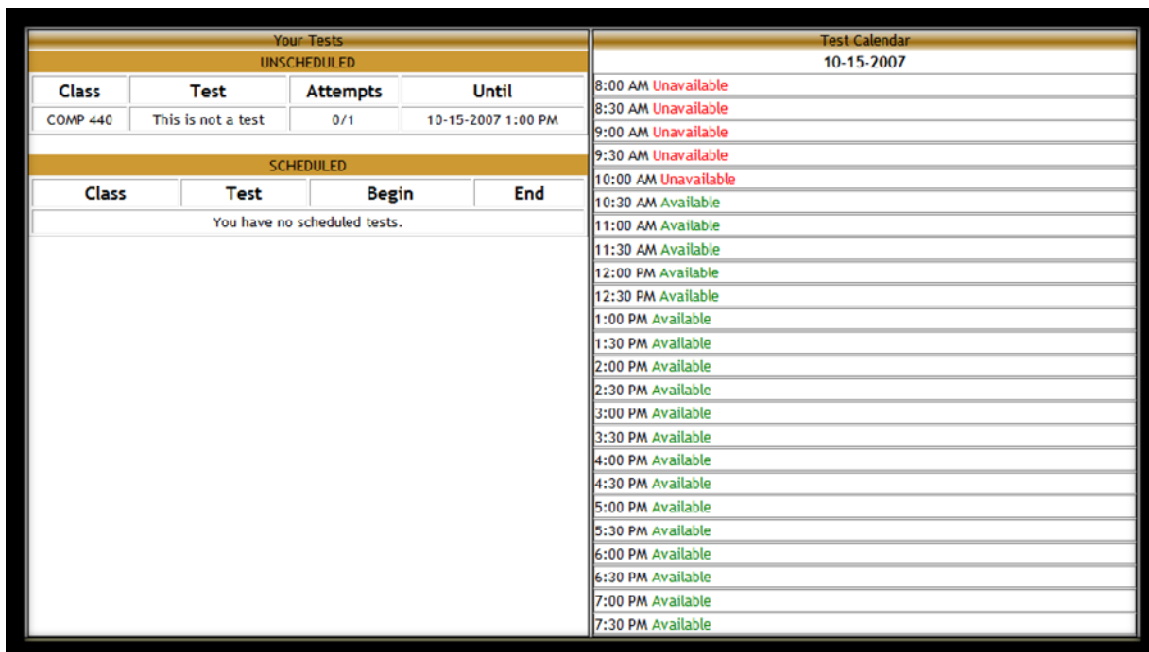 Your Tests
UNSCHEDULED
Class Test Attempts Until
COMP 440 This is not a test 0/1 10-15-2007 1:00 PM
SCHEDULED
Class Test Begin End
You have no scheduled tests.
Test Calendar
10-15-2007
8:00 AM Unavailable
8:30 AM Unavailable
9:00 AM Unavailable
9:30 AM Unavailable
10:00 AM Unavailable
10:30 AM Available
11:00 AM Available
11:30 AM Available
12:00 PM Available
12:30 PM Available
1:00 PM Available
1:30 PM Available
2:00 PM Available
2:30 PM Available
3:00 PM Available
3:30 PM Available
4:00 PM Available
4:30 PM Available
5:00 PM Available
5:30 PM Available
6:00 PM Available
6:30 PM Available
7:00 PM Available
7:30 PM Available